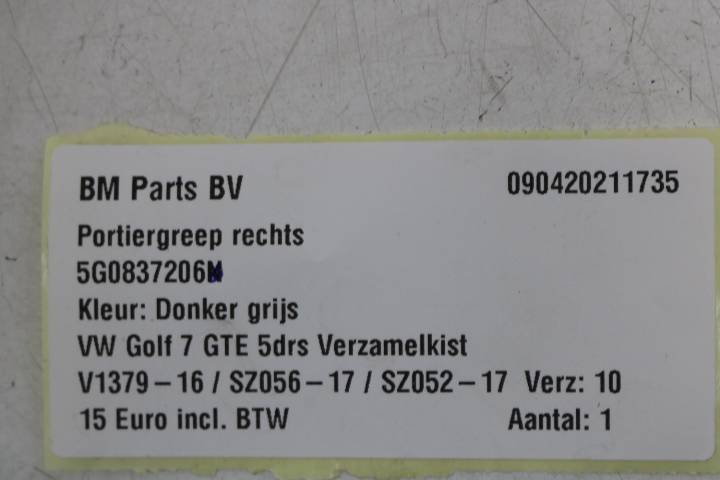 BM Parts BV 090420211735
Portiergreep rechts
5G0837206N
Kleur: Donker grijs
VW Golf 7 GTE 5drs Verzamelkist
V1379-16 / SZ056-17 / SZ052-17 Verz: 10
15 Euro incl. BTW Aantal: 1